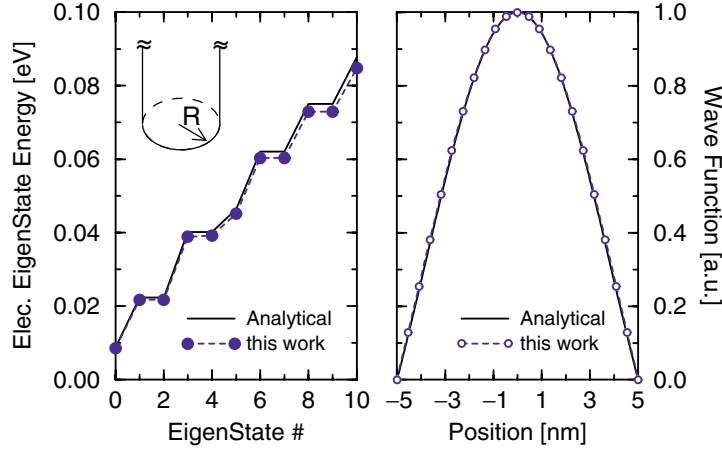 Elec. EigenState Energy [eV]
0.10
0.08
0.06
0.04
0.02
0.00
≈ ≈
R
Analytical
this work
0 2 4 6 8 10
EigenState #
Analytical
this work
−5 −3 −1 1 3 5
Position [nm]
1.0
0.8
0.6
0.4
0.2
0.0
Wave Function [a.u.]